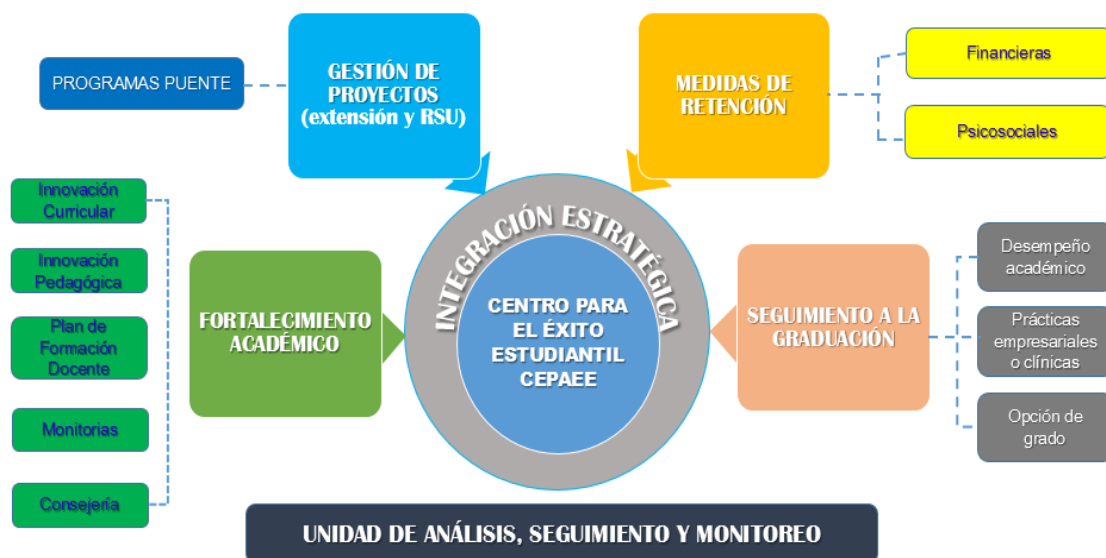 PROGRAMAS PUENTE
GESTIÓN DE
PROYECTOS
(extensión y RSU)
MEDIDAS DE
RETENCIÓN
Financieras
Psicosociales
Innovación
Curricular
Innovación
Pedagógica
Plan de
Formación
Docente
Monitorias
Consejería
FORTALECIMIENTO
ACADÉMICO
INTEGRACIÓN ESTRATÉGICA
CENTRO PARA
EL ÉXITO
ESTUDIANTIL
CEPAEE
SEGUIMIENTO A LA
GRADUACIÓN
Desempeño
académico
Prácticas
empresariales
o clínicas
Opción de
grado
UNIDAD DE ANÁLISIS, SEGUIMIENTO Y MONITOREO